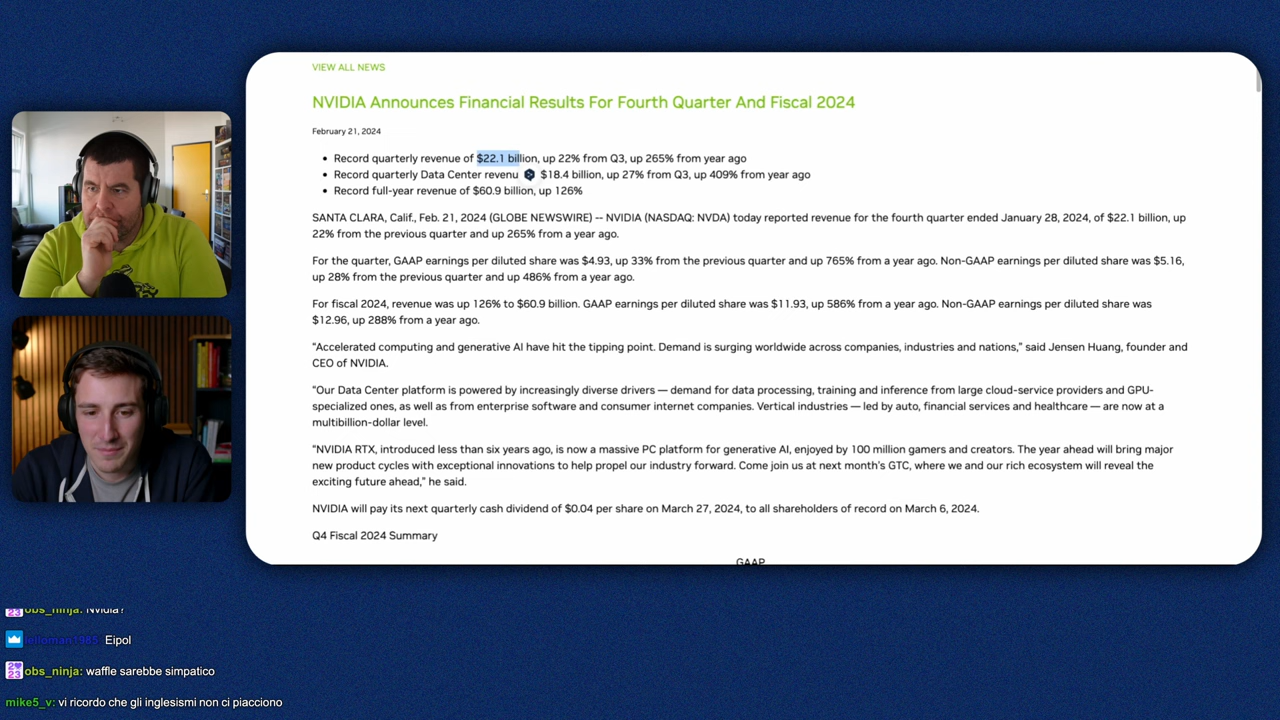 VIEW ALL NEWS
NVIDIA Announces Financial Results For Fourth Quarter And Fiscal 2024
February 21, 2024
• Record quarterly revenue of $22.1 billion, up 22% from Q3, up 265% from year ago
• Record quarterly Data Center revenu $18.4 billion, up 27% from Q3, up 409% from year ago
• Record full-year revenue of $60.9 billion, up 126%
SANTA CLARA, Calif., Feb. 21, 2024 (GLOBE NEWSWIRE) -- NVIDIA (NASDAQ: NVDA) today reported revenue for the fourth quarter ended January 28, 2024, of $22.1 billion, up
22% from the previous quarter and up 265% from a year ago.
For the quarter, GAAP earnings per diluted share was $4.93, up 33% from the previous quarter and up 765% from a year ago. Non-GAAP earnings per diluted share was $5.16,
up 28% from the previous quarter and up 486% from a year ago.
For fiscal 2024, revenue was up 126% to $60.9 billion. GAAP earnings per diluted share was $11.93, up 586% from a year ago. Non-GAAP earnings per diluted share was
$12.96, up 288% from a year ago.
“Accelerated computing and generative AI have hit the tipping point. Demand is surging worldwide across companies, industries and nations,” said Jensen Huang, founder and
CEO of NVIDIA.
“Our Data Center platform is powered by increasingly diverse drivers — demand for data processing, training and inference from large cloud-service providers and GPU-
specialized ones, as well as from enterprise software and consumer internet companies. Vertical industries — led by auto, financial services and healthcare — are now at a
multibillion-dollar level.
“NVIDIA RTX, introduced less than six years ago, is now a massive PC platform for generative AI, enjoyed by 100 million gamers and creators. The year ahead will bring major
new product cycles with exceptional innovations to help propel our industry forward. Come join us at next month’s GTC, where we and our rich ecosystem will reveal the
exciting future ahead,” he said.
NVIDIA will pay its next quarterly cash dividend of $0.04 per share on March 27, 2024, to all shareholders of record on March 6, 2024.
Q4 Fiscal 2024 Summary
GAAP
obs_ninja: Nvidia?
Eipol
obs_ninja: waffle sarebbe simpatico
mike5_v: vi ricordo che gli inglesismi non ci piacciono